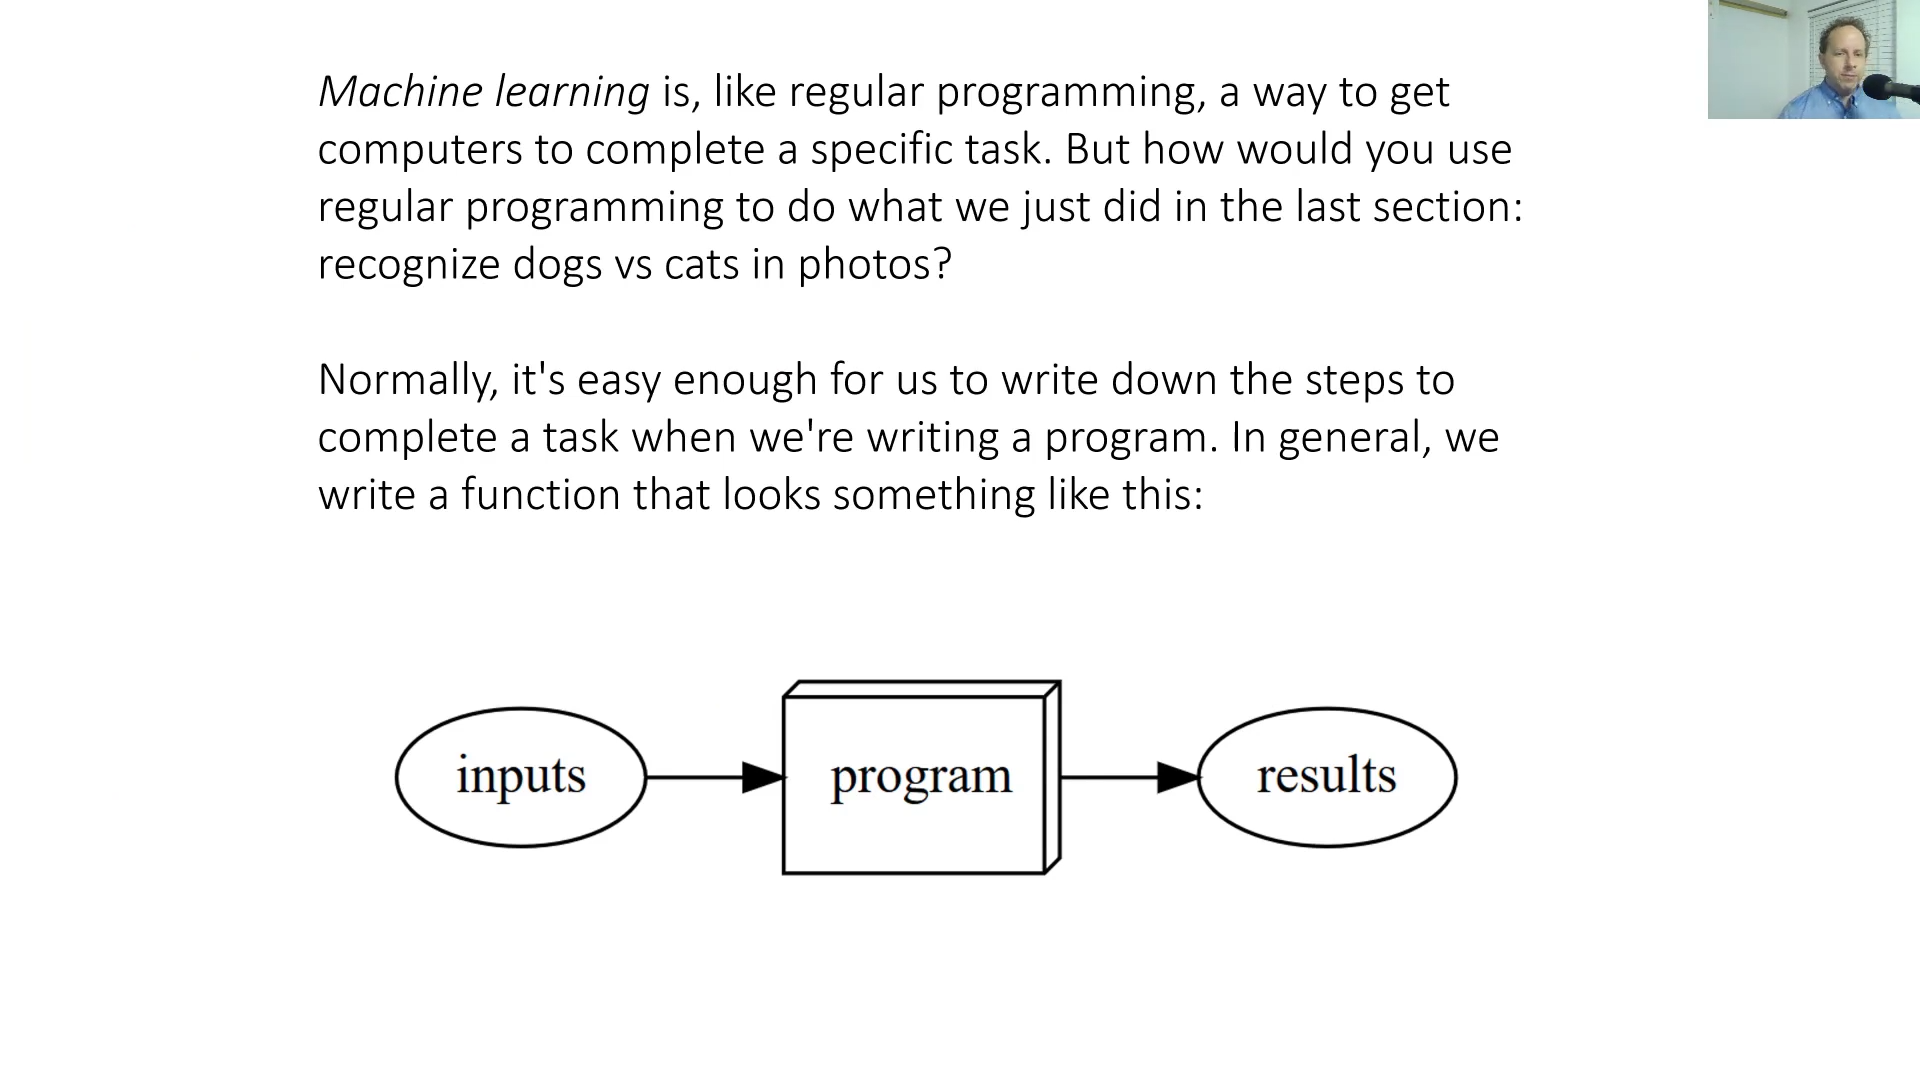 Machine learning is, like regular programming, a way to get
computers to complete a specific task. But how would you use
regular programming to do what we just did in the last section:
recognize dogs vs cats in photos?
Normally, it's easy enough for us to write down the steps to
complete a task when we're writing a program. In general, we
write a function that looks something like this:
inputs
program
results